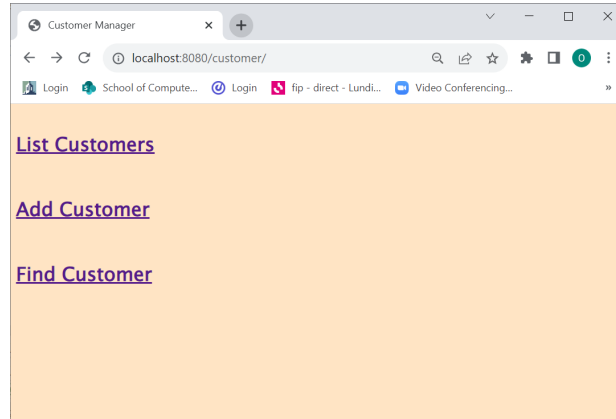 Customer Manager
localhost:8080/customer/
O
Login School of Compute... Login fip - direct - Lundi... Video Conferencing... »
List Customers
Add Customer
Find Customer